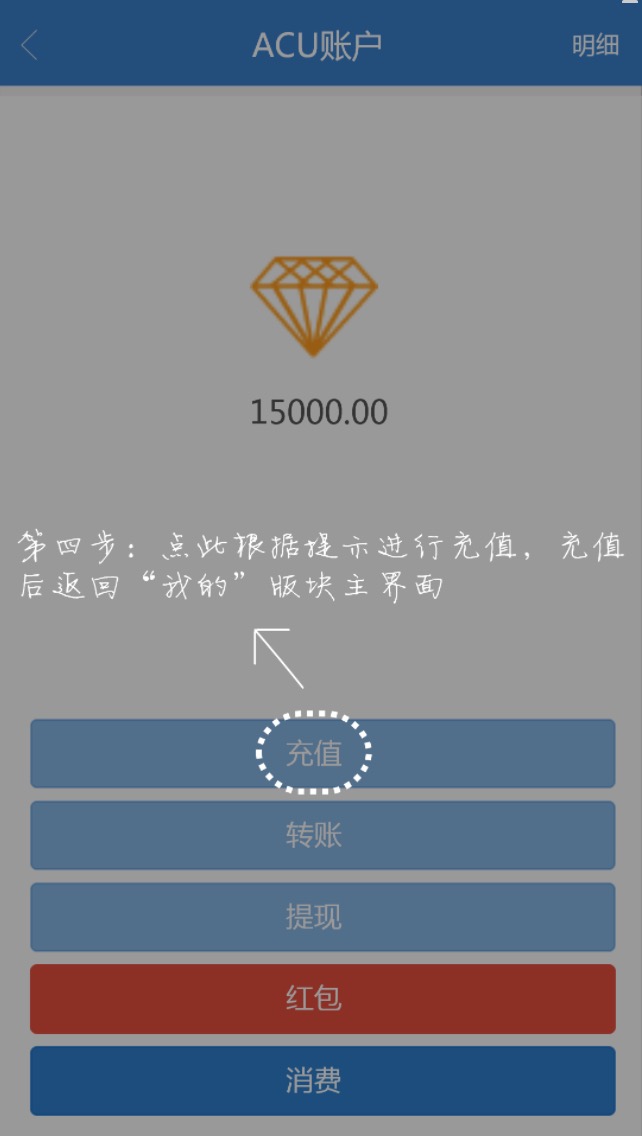 ACU账户
明细
15000.00
第四步：点此根据提示进行充值，充值
后返回“我的”版块主界面
充值
转账
提现
红包
消费